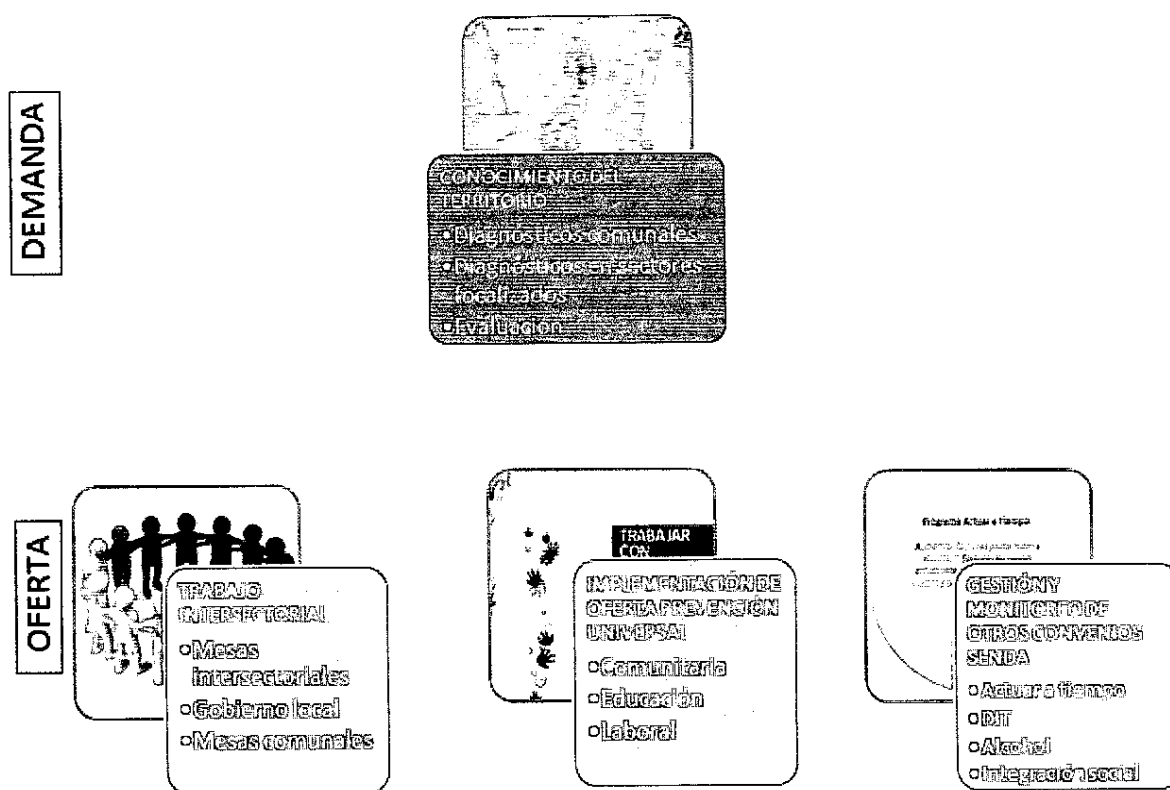 DEMANDA
CONOCIMIENTO DEL
TERRITORIO
•Diagnósticos comunales
•Diagnósticos en sectores
focalizados
•Evaluación
OFERTA
TRABAJO
INTERSECTORIAL
•Mesas
intersectoriales
•Gobierno local
•Mesas comunales
TRABAJAR
CON
IMPLEMENTACIÓN DE
OFERTA PREVENCIÓN
UNIVERSAL
•Comunitaria
•Educación
•Laboral
Programa Actuar a Tiempo
GESTIÓN Y
MONITOREO DE
OTROS CONVENIOS
SENDA
•Actuar a tiempo
•DIT
•Alcohol
•Integración social